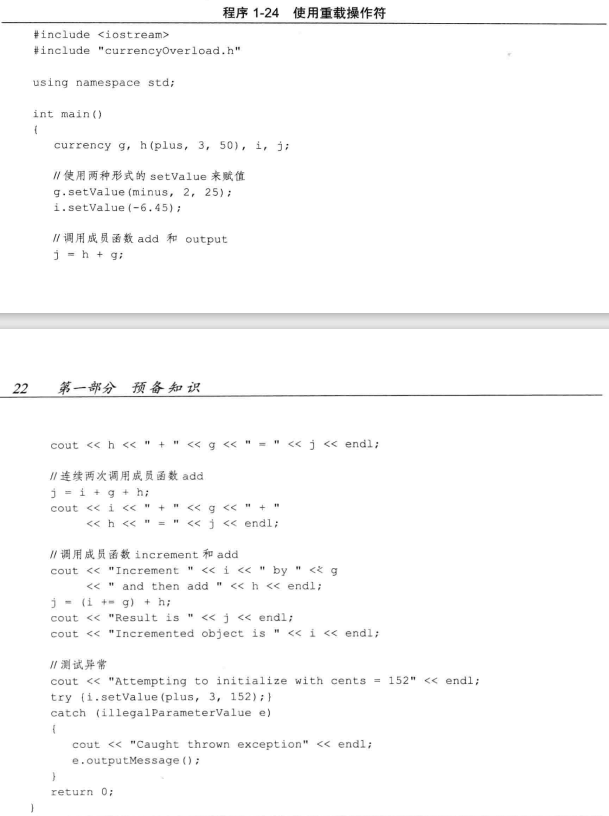 程序 1-24 使用重载操作符
#include <iostream>
#include "currencyOverload.h"
using namespace std;
int main()
{
currency g, h(plus, 3, 50), i, j;
//使用两种形式的 setValue 来赋值
g.setValue(minus, 2, 25);
i.setValue(-6.45);
//调用成员函数 add 和 output
j = h + g;
22 第一部分 预备知识
cout << h << " + " << g << " = " << j << endl;
//连续两次调用成员函数 add
j = i + g + h;
cout << i << " + " << g << " + "
<< h << " = " << j << endl;
//调用成员函数 increment 和 add
cout << "Increment " << i << " by " << g
<< " and then add " << h << endl;
j = (i += g) + h;
cout << "Result is " << j << endl;
cout << "Incremented object is " << i << endl;
//测试异常
cout << "Attempting to initialize with cents = 152" << endl;
try {i.setValue(plus, 3, 152);}
catch (illegalParameterValue e)
{
cout << "Caught thrown exception" << endl;
e.outputMessage();
}
return 0;
}